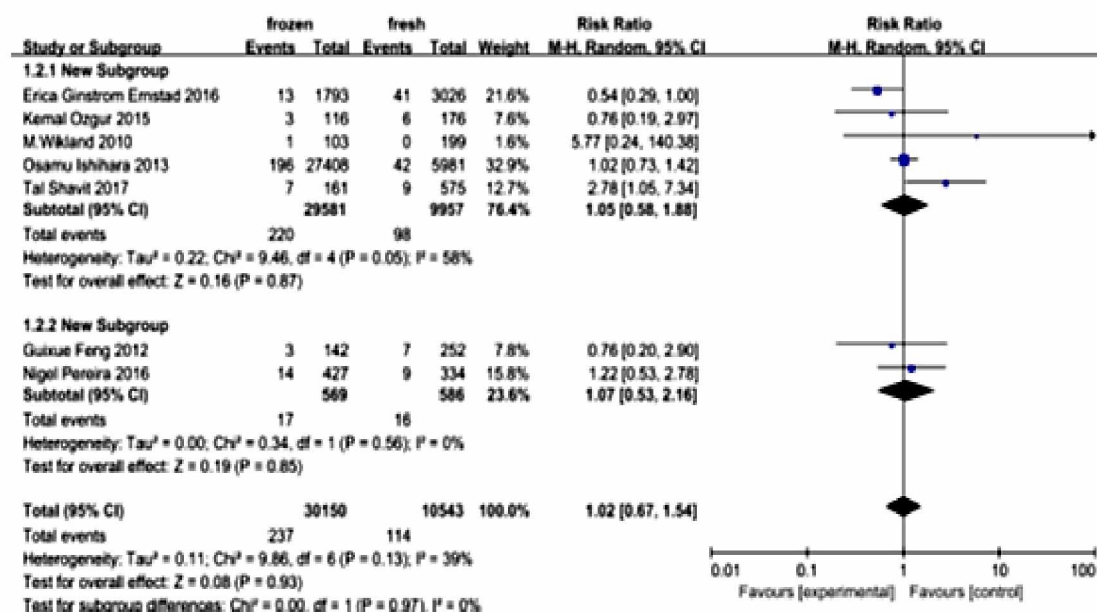 frozen fresh Risk Ratio Risk Ratio
Study or Subgroup Events Total Events Total Weight M-H. Random. 95% CI M-H. Random. 95% CI
1.2.1 New Subgroup
Erica Ginstrom Ernstad 2016 13 1793 41 3026 21.6% 0.54 [0.29, 1.00]
Kemal Ozgur 2015 3 116 6 176 7.6% 0.76 [0.19, 2.97]
M.Wikland 2010 1 103 0 199 1.6% 5.77 [0.24, 140.38]
Osamu Ishihara 2013 196 27408 42 5981 32.9% 1.02 [0.73, 1.42]
Tal Shavit 2017 7 161 9 575 12.7% 2.78 [1.05, 7.34]
Subtotal (95% CI) 29581 9957 76.4% 1.05 [0.58, 1.88]
Total events 220 98
Heterogeneity: Tau² = 0.22; Chi² = 9.46, df = 4 (P = 0.05); I² = 58%
Test for overall effect: Z = 0.16 (P = 0.87)
1.2.2 New Subgroup
Guixue Feng 2012 3 142 7 252 7.8% 0.76 [0.20, 2.90]
Nigel Pereira 2016 14 427 9 334 15.8% 1.22 [0.53, 2.78]
Subtotal (95% CI) 569 586 23.6% 1.07 [0.53, 2.16]
Total events 17 16
Heterogeneity: Tau² = 0.00; Chi² = 0.34, df = 1 (P = 0.56); I² = 0%
Test for overall effect: Z = 0.19 (P = 0.85)
Total (95% CI) 30150 10543 100.0% 1.02 [0.67, 1.54]
Total events 237 114
Heterogeneity: Tau² = 0.11; Chi² = 9.86, df = 6 (P = 0.13); I² = 39%
Test for overall effect: Z = 0.08 (P = 0.93)
Test for subgroup differences: Chi² = 0.00, df = 1 (P = 0.97), I² = 0%
0.01 0.1 1 10 100
Favours [experimental] Favours [control]